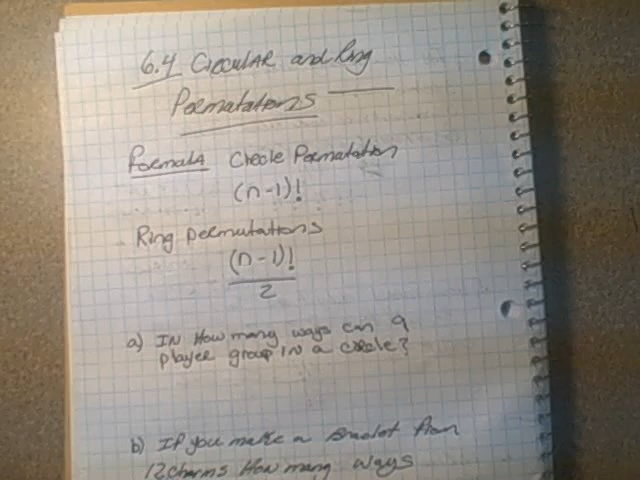 6.4 Circular and Ring
Permutations
Formula Circle Permutation
(n-1)!
Ring permutations
(n-1)!
2
a) In How many ways can 9
player group in a circle?
b) If you make a bracelet from
12 charms How many ways